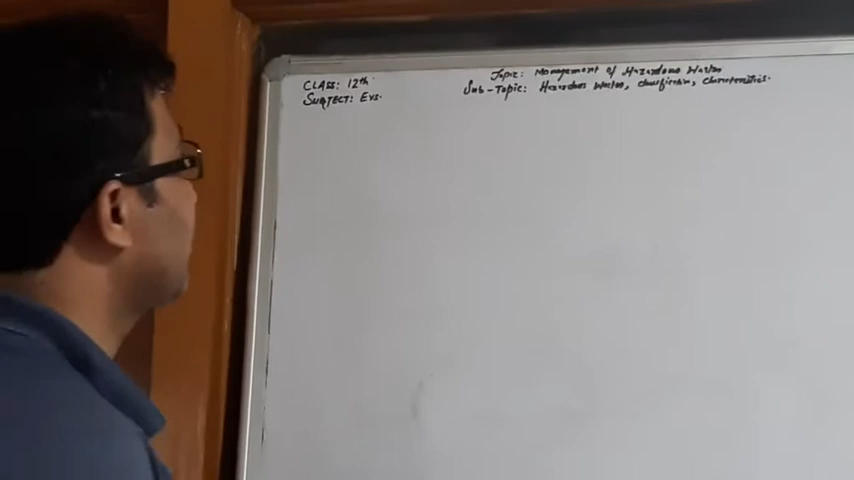 CLASS: 12th
SUBJECT: Evs.
Topic: Management of Hazardous Wastes
Sub-Topic: Hazardous Wastes, classification, characteristics.